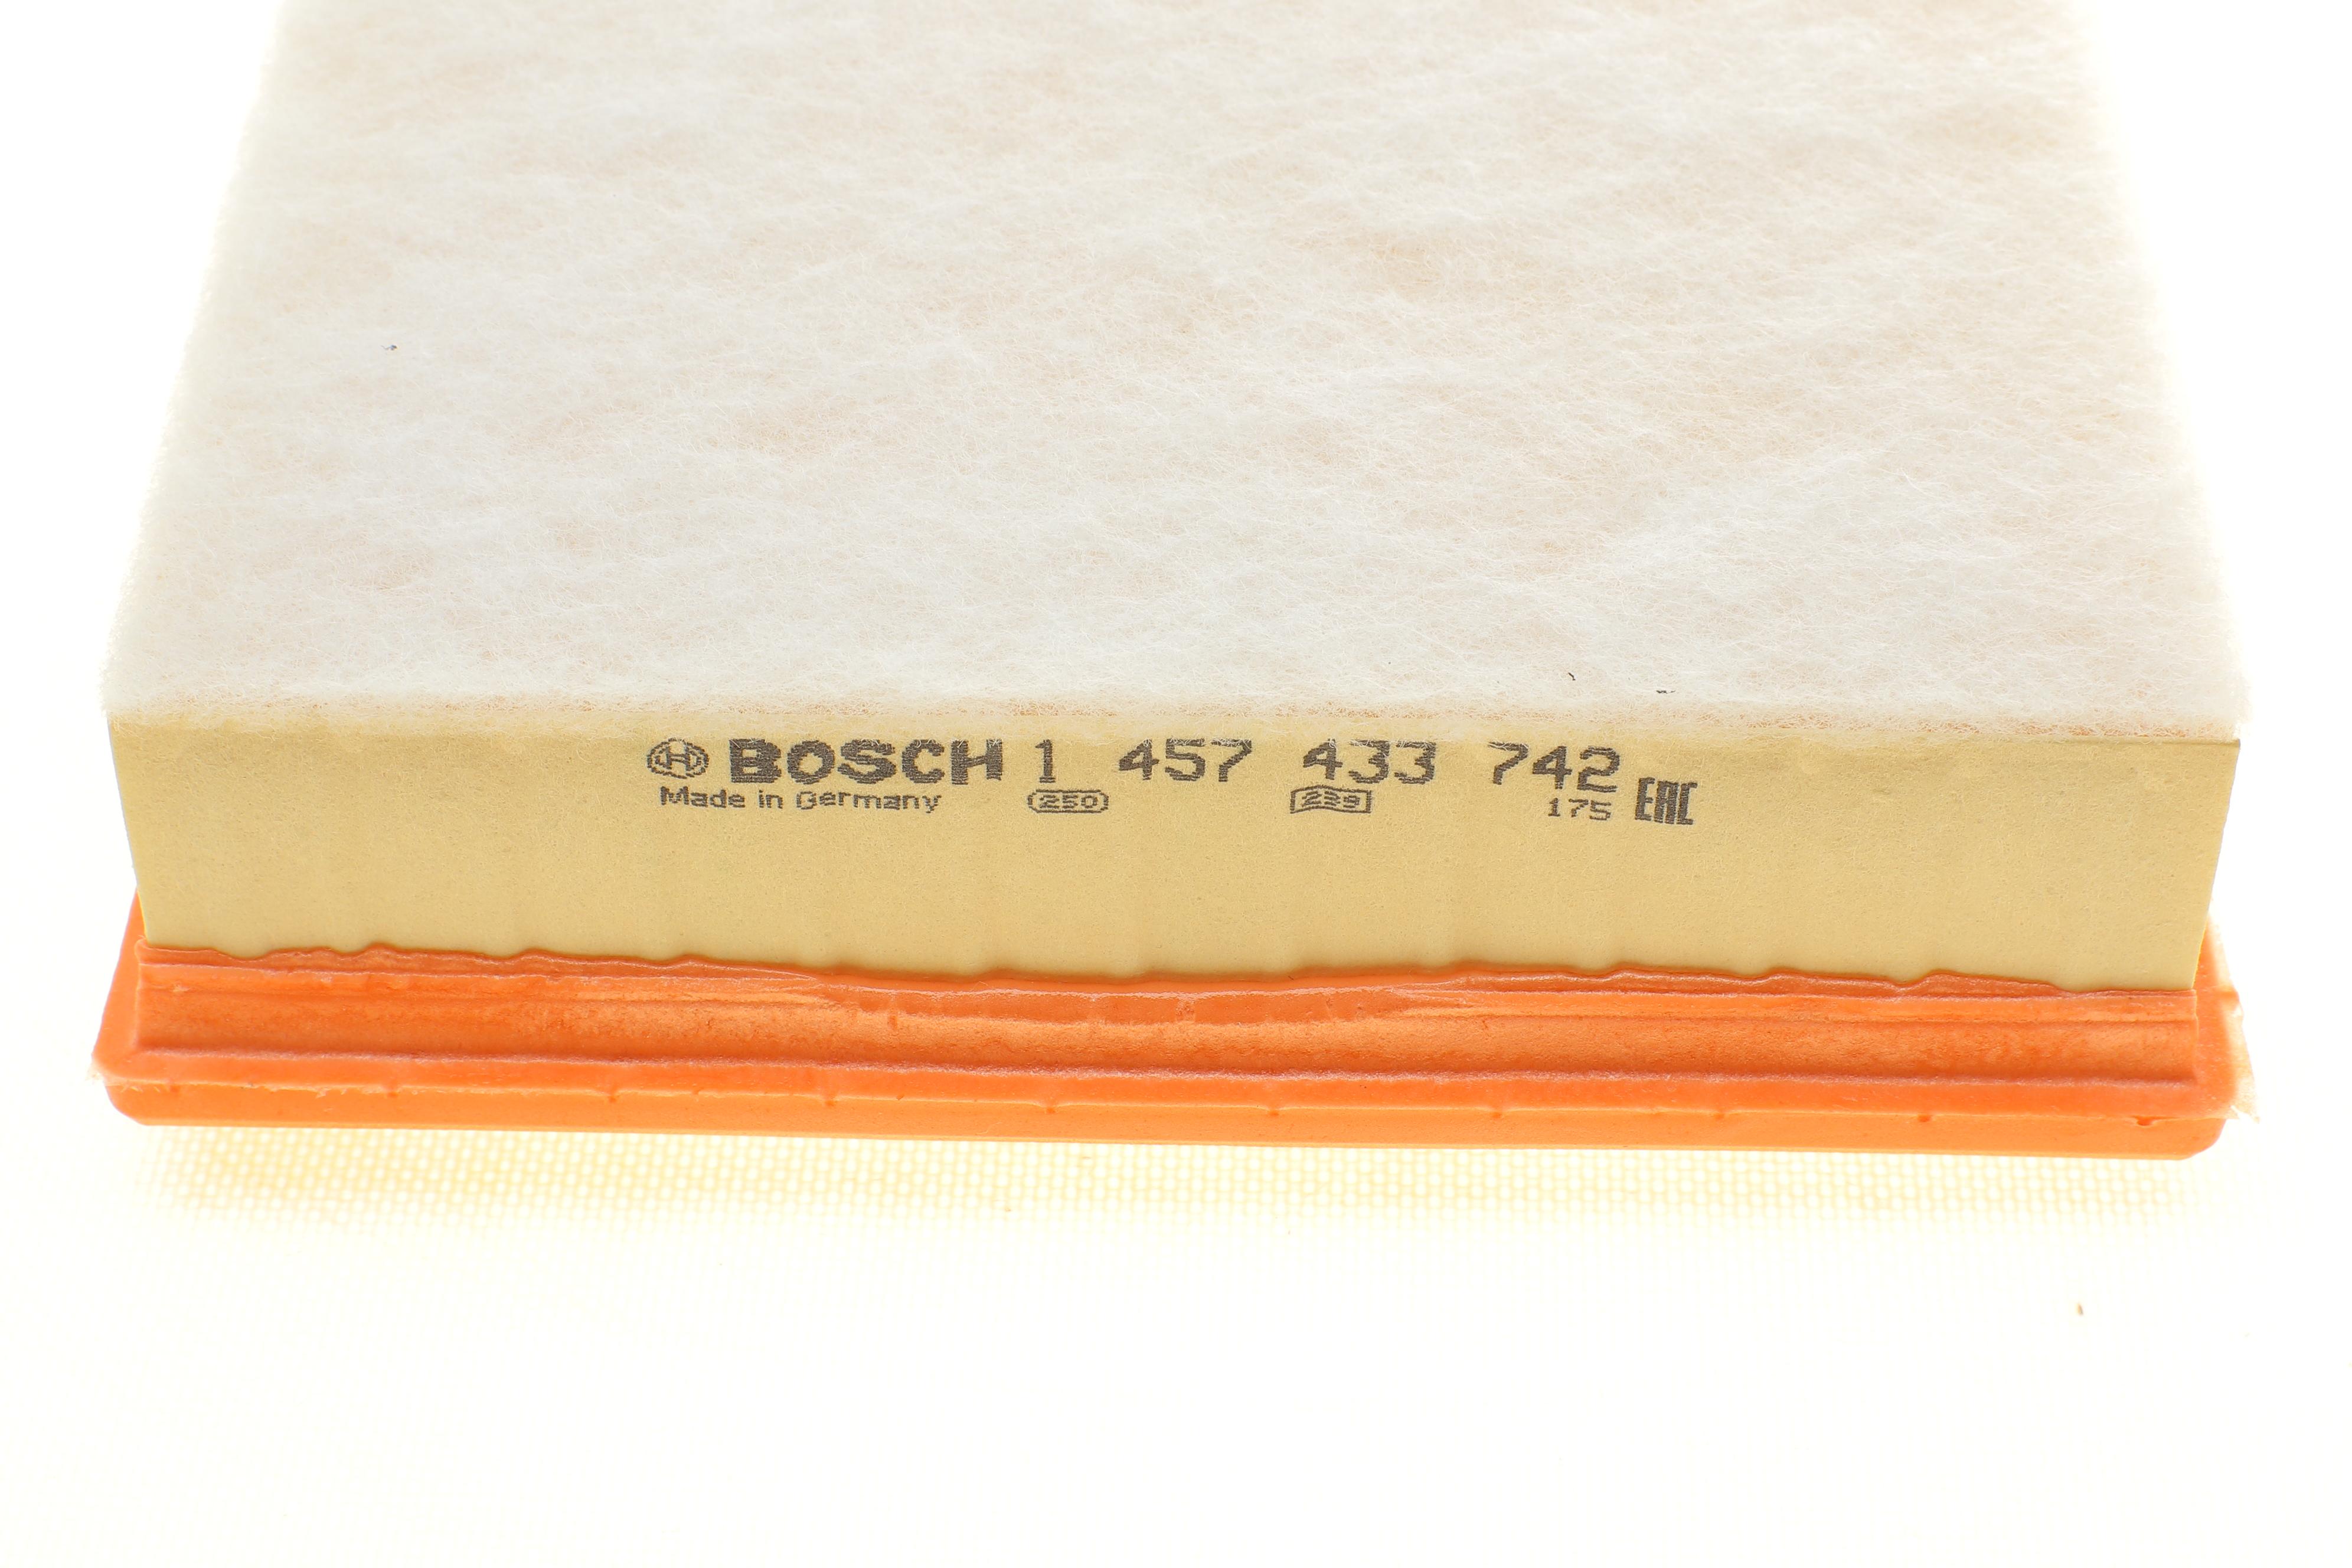 BOSCH 1 457 433 742
Made in Germany 250 239 175 EAC